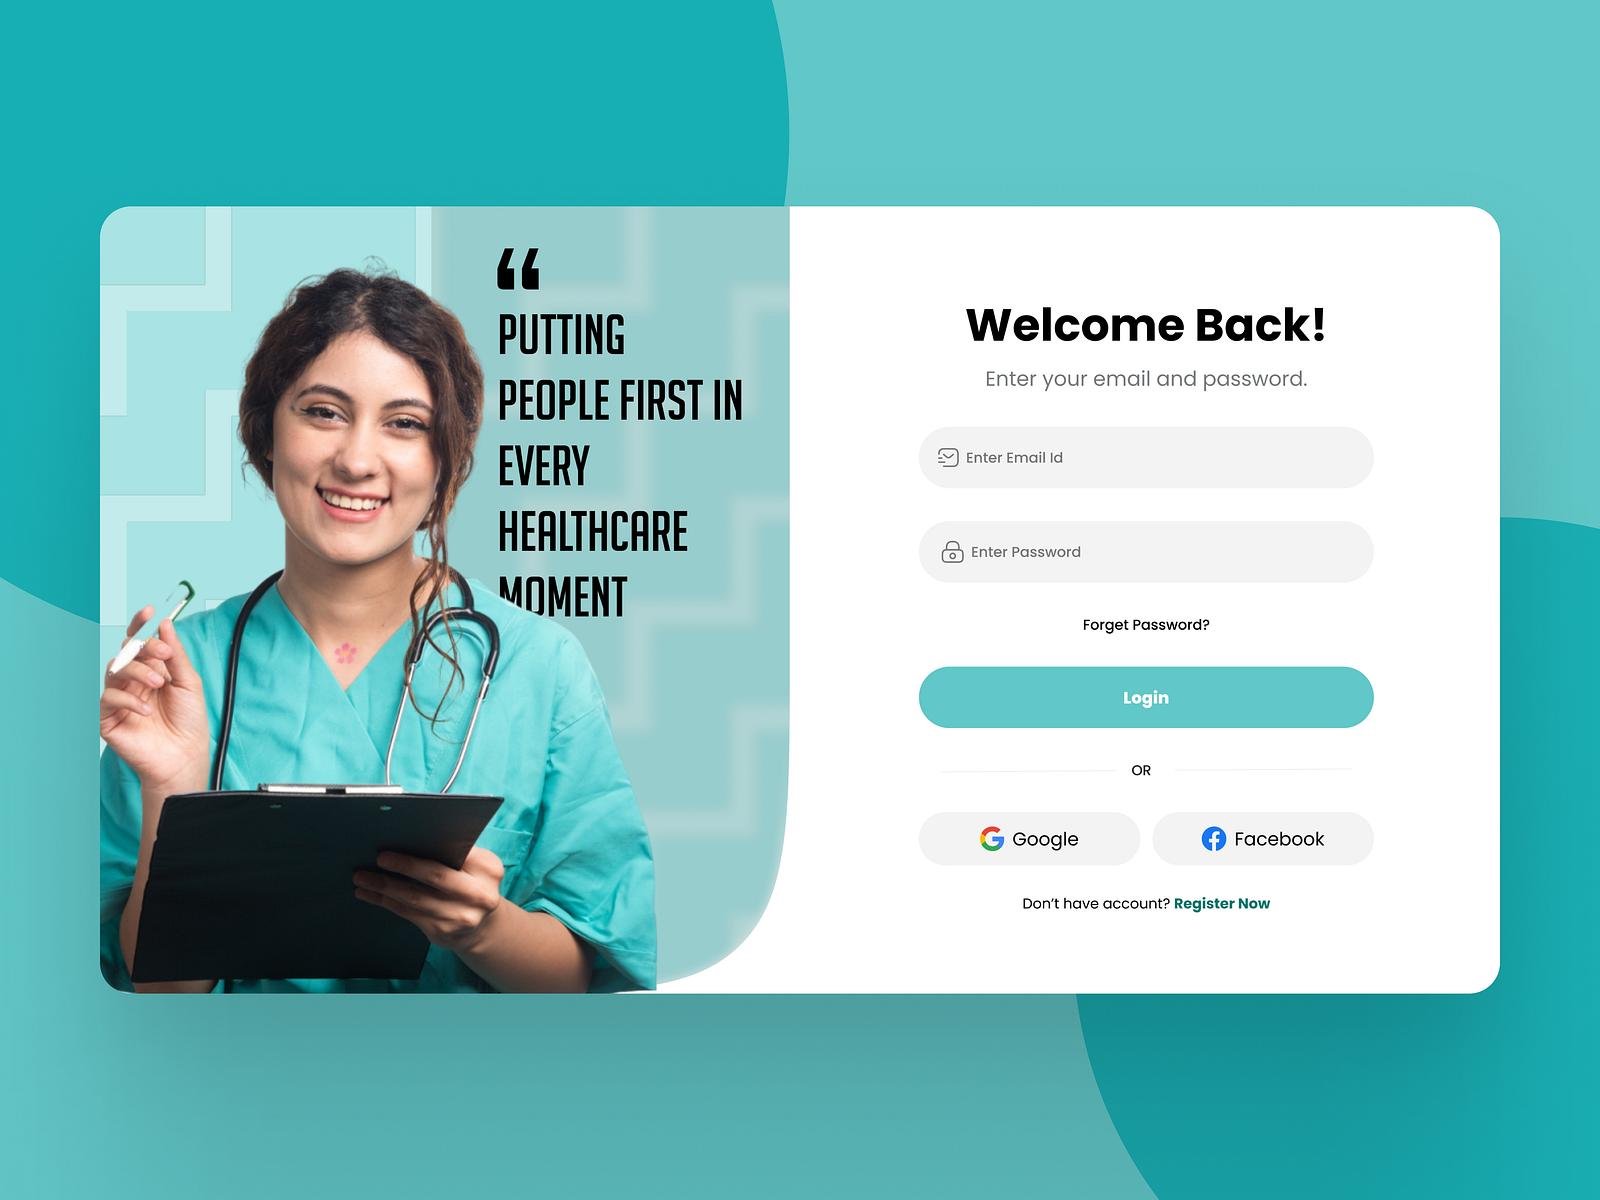 “
PUTTING
PEOPLE FIRST IN
EVERY
HEALTHCARE
MOMENT
Welcome Back!
Enter your email and password.
Enter Email Id
Enter Password
Forget Password?
Login
OR
Google
Facebook
Don’t have account? Register Now